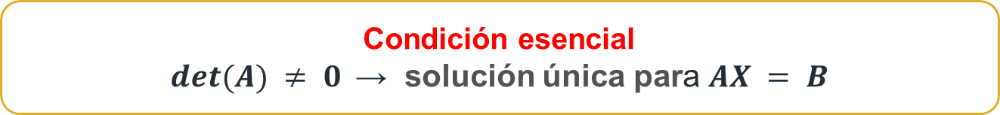 Condición esencial
det(A) ≠ 0 → solución única para AX = B